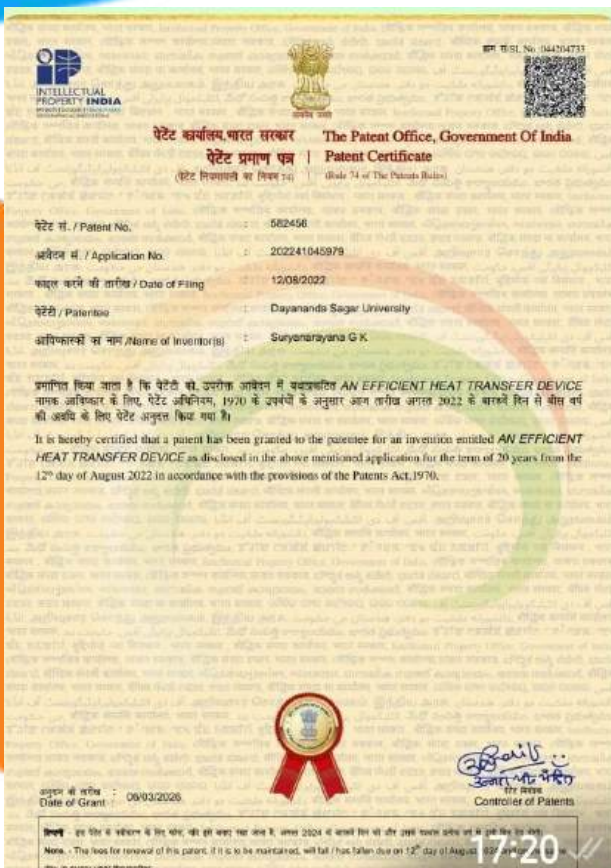 INTELLECTUAL
PROPERTY INDIA
क्रम सं/SL No :044204733
पेटेंट कार्यालय,भारत सरकार
The Patent Office, Government Of India
पेटेंट प्रमाण पत्र
Patent Certificate
(पेटेंट नियमावली का नियम 74)
(Rule 74 of The Patents Rules)
पेटेंट सं. / Patent No. : 582456
आवेदन सं. / Application No. : 202241045979
फाइल करने की तारीख / Date of Filing : 12/08/2022
पेटेंटी / Patentee : Dayananda Sagar University
आविष्कारकों का नाम /Name of Inventor(s) : Suryanarayana G K
प्रमाणित किया जाता है कि पेटेंटी को, उपरोक्त आवेदन में यथाप्रकटित AN EFFICIENT HEAT TRANSFER DEVICE
नामक आविष्कार के लिए, पेटेंट अधिनियम, 1970 के उपबंधों के अनुसार आज तारीख अगस्त 2022 के बारहवें दिन से बीस वर्ष
की अवधि के लिए पेटेंट अनुदत्त किया गया है।
It is hereby certified that a patent has been granted to the patentee for an invention entitled AN EFFICIENT
HEAT TRANSFER DEVICE as disclosed in the above mentioned application for the term of 20 years from the
12th day of August 2022 in accordance with the provisions of the Patents Act,1970.
अनुदान की तारीख :
Date of Grant : 06/03/2026
Controller of Patents
Note. - The fees for renewal of this patent, if it is to be maintained, will fall / has fallen due on 12th day of August
17:20